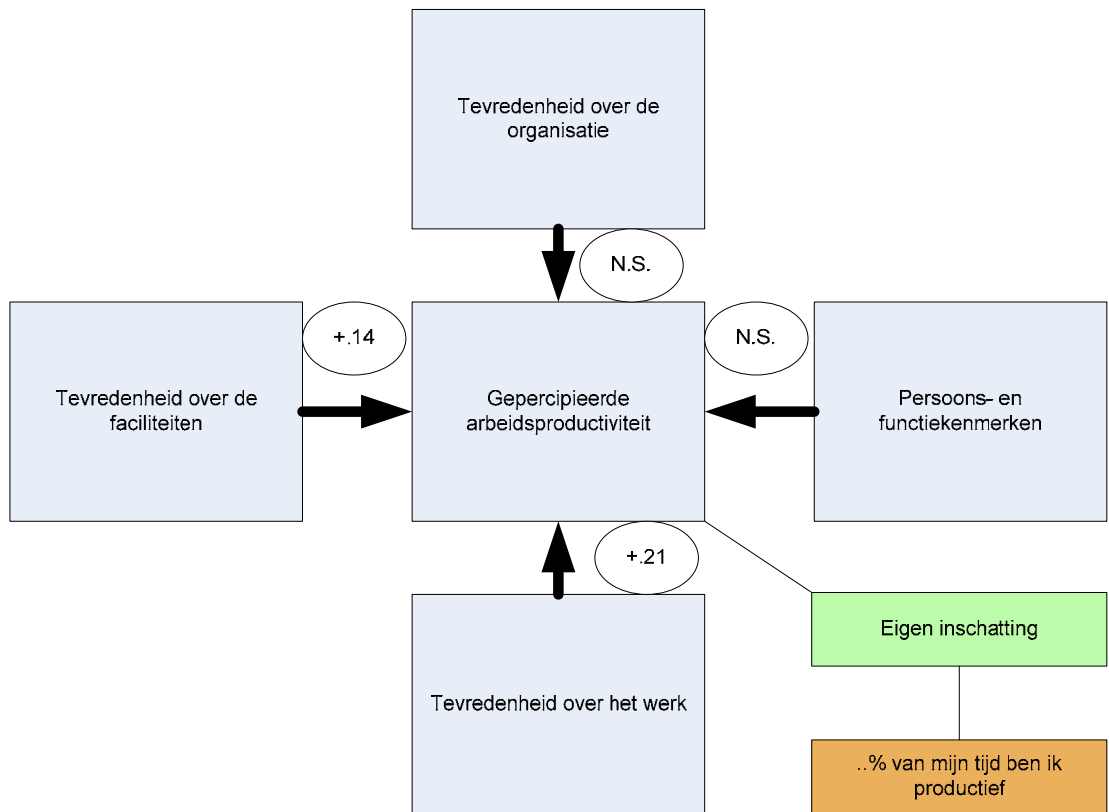 Tevredenheid over de
organisatie
N.S.
+.14
N.S.
Tevredenheid over de
faciliteiten
Gepercipieerde
arbeidsproductiviteit
Persoons- en
functiekenmerken
+.21
Eigen inschatting
Tevredenheid over het werk
..% van mijn tijd ben ik
productief